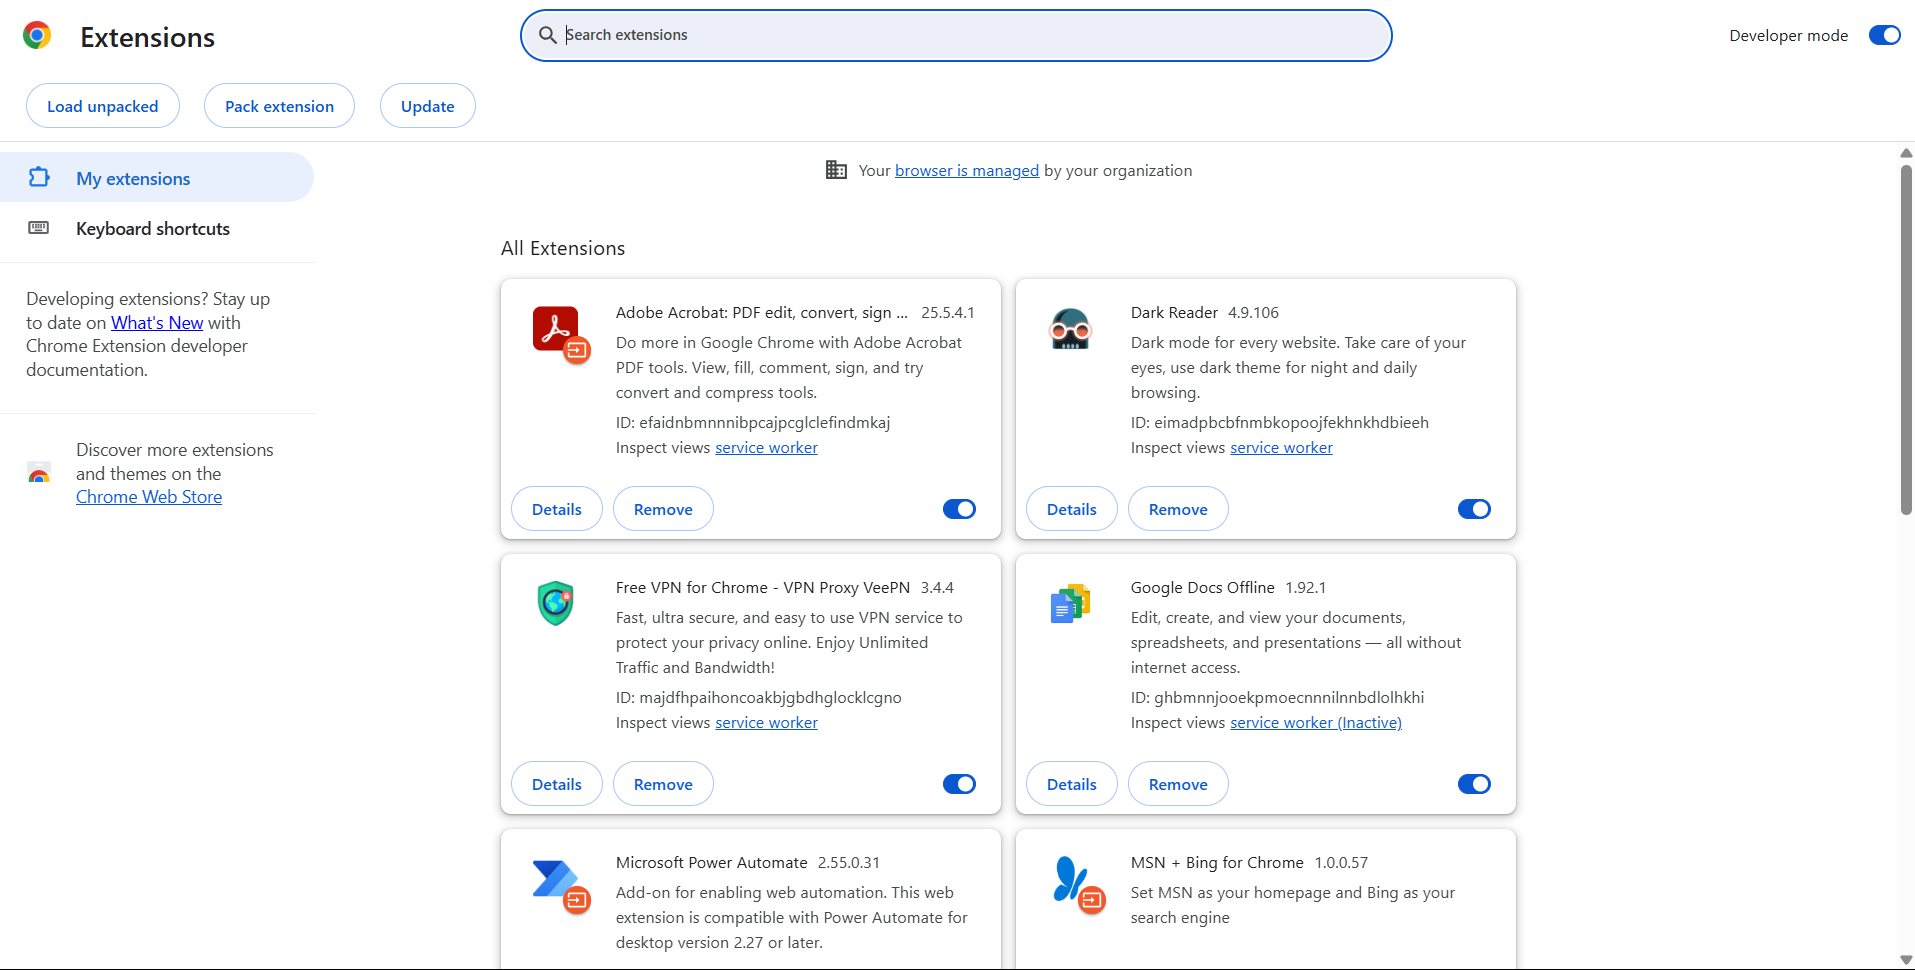 Extensions
Search extensions
Developer mode
Load unpacked
Pack extension
Update
My extensions
Keyboard shortcuts
Developing extensions? Stay up
to date on What's New with
Chrome Extension developer
documentation.
Discover more extensions
and themes on the
Chrome Web Store
Your browser is managed by your organization
All Extensions
Adobe Acrobat: PDF edit, convert, sign ... 25.5.4.1
Do more in Google Chrome with Adobe Acrobat
PDF tools. View, fill, comment, sign, and try
convert and compress tools.
ID: efaidnbmnnnibpcajpcglclefindmkaj
Inspect views service worker
Details
Remove
Dark Reader 4.9.106
Dark mode for every website. Take care of your
eyes, use dark theme for night and daily
browsing.
ID: eimadpbcbfnmbkopoojfekhnkhdbieeh
Inspect views service worker
Details
Remove
Free VPN for Chrome - VPN Proxy VeePN 3.4.4
Fast, ultra secure, and easy to use VPN service to
protect your privacy online. Enjoy Unlimited
Traffic and Bandwidth!
ID: majdfhpaihoncoakbjgbdhglocklcgno
Inspect views service worker
Details
Remove
Google Docs Offline 1.92.1
Edit, create, and view your documents,
spreadsheets, and presentations — all without
internet access.
ID: ghbmnnjooekpmoecnnnilnnbdlolhkhi
Inspect views service worker (Inactive)
Details
Remove
Microsoft Power Automate 2.55.0.31
Add-on for enabling web automation. This web
extension is compatible with Power Automate for
desktop version 2.27 or later.
MSN + Bing for Chrome 1.0.0.57
Set MSN as your homepage and Bing as your
search engine